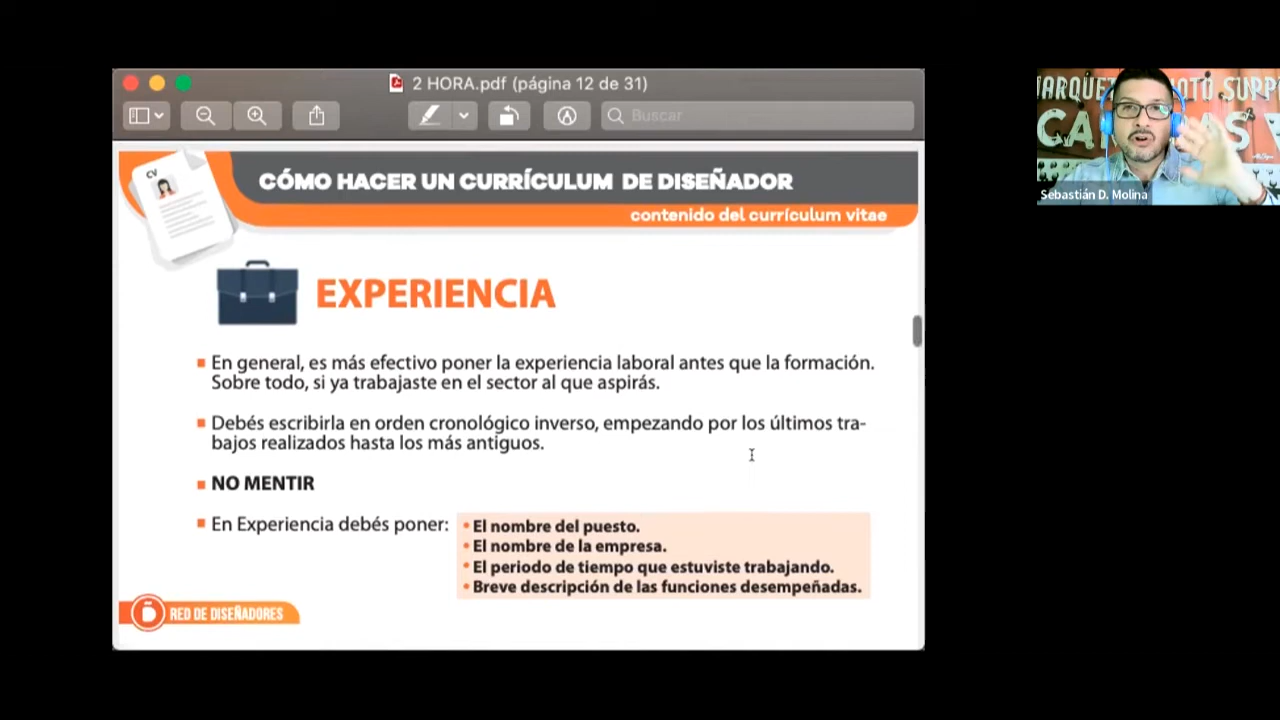 2 HORA.pdf (página 12 de 31)
Buscar
CV
CÓMO HACER UN CURRÍCULUM DE DISEÑADOR
contenido del currículum vitae
EXPERIENCIA
En general, es más efectivo poner la experiencia laboral antes que la formación.
Sobre todo, si ya trabajaste en el sector al que aspirás.
Debés escribirla en orden cronológico inverso, empezando por los últimos tra-
bajos realizados hasta los más antiguos.
NO MENTIR
En Experiencia debés poner:
• El nombre del puesto.
• El nombre de la empresa.
• El periodo de tiempo que estuviste trabajando.
• Breve descripción de las funciones desempeñadas.
RED DE DISEÑADORES
Sebastián D. Molina